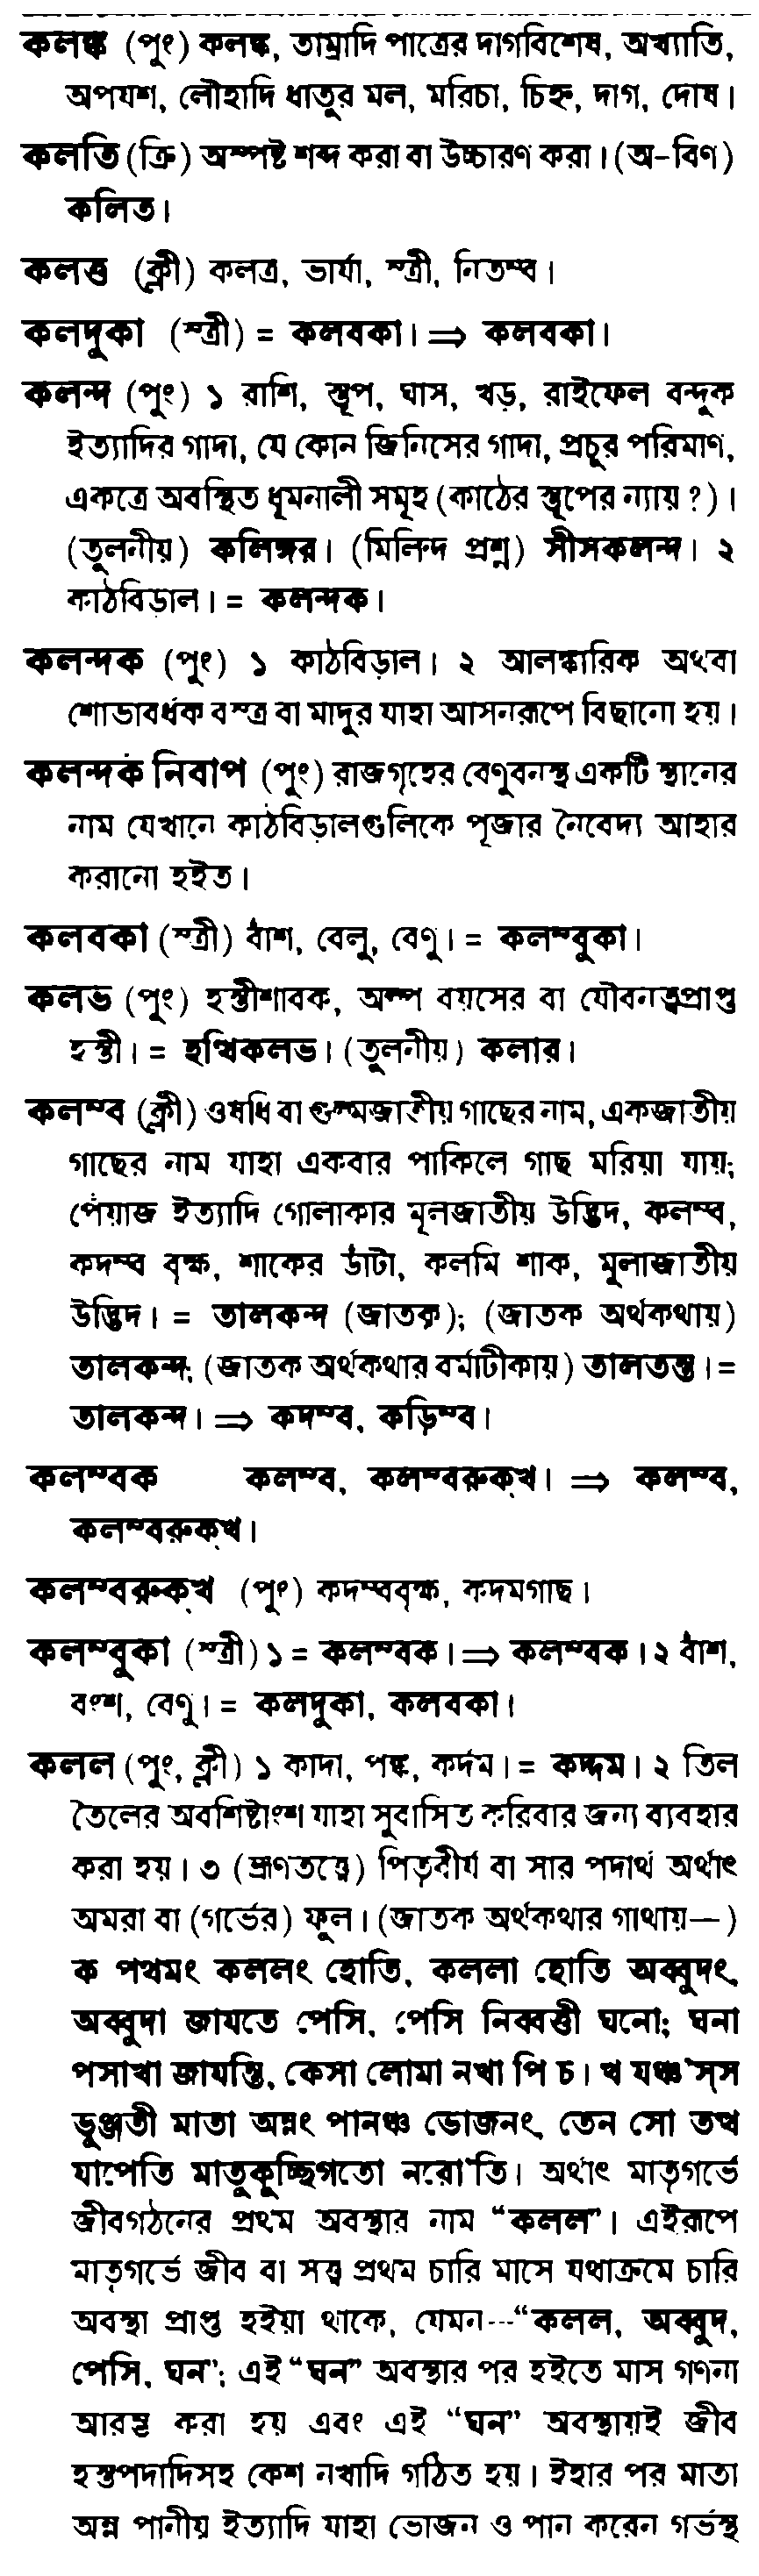 কলঙ্ক (পুং) কলঙ্ক, তাম্রাদি পাত্রের দাগবিশেষ, অখ্যাতি,
অপযশ, লৌহাদি ধাতুর মল, মরিচা, চিহ্ন, দাগ, দোষ।
কলতি (ক্রি) অস্পষ্ট শব্দ করা বা উচ্চারণ করা। (অ-বিণ)
কলিত।
কলত্ত (ক্লী) কলত্র, ভার্যা, স্ত্রী, নিতম্ব।
কলদুকা (স্ত্রী) = কলবকা। ⇒ কলবকা।
কলন্দ (পুং) ১ রাশি, স্তূপ, ঘাস, খড়, রাইফেল বন্দুক
ইত্যাদির গাদা, যে কোন জিনিসের গাদা, প্রচুর পরিমাণ,
একত্রে অবস্থিত ধূমনালী সমূহ (কাঠের স্তূপের ন্যায় ?)।
(তুলনীয়) কলিঙ্গর। (মিলিন্দ প্রশ্ন) সীসকলন্দ। ২
কাঠবিড়াল। = কলন্দক।
কলন্দক (পুং) ১ কাঠবিড়াল। ২ আলঙ্কারিক অথবা
শোভাবর্ধক বস্ত্র বা মাদুর যাহা আসনরূপে বিছানো হয়।
কলন্দক নিবাপ (পুং) রাজগৃহের বেণুবনস্থ একটি স্থানের
নাম যেখানে কাঠবিড়ালগুলিকে পূজার নৈবেদ্য আহার
করানো হইত।
কলবকা (স্ত্রী) বাঁশ, বেলু, বেণু। = কলম্বুকা।
কলভ (পুং) হস্তীশাবক, অল্প বয়সের বা যৌবনত্বপ্রাপ্ত
হস্তী। = হত্থিকলভ। (তুলনীয়) কলার।
কলম্ব (ক্লী) ওষধি বা গুল্মজাতীয় গাছের নাম, একজাতীয়
গাছের নাম যাহা একবার পাকিলে গাছ মরিয়া যায়;
পেঁয়াজ ইত্যাদি গোলাকার মূলজাতীয় উদ্ভিদ, কলম্ব,
কদম্ব বৃক্ষ, শাকের ডাঁটা, কলমি শাক, মূলাজাতীয়
উদ্ভিদ। = তালকন্দ (জাতক); (জাতক অর্থকথায়)
তালকন্দ; (জাতক অর্থকথার বর্মাটীকায়) তালতন্ত। =
তালকন্দ। ⇒ কদম্ব, কড়িম্ব।
কলম্বক কলম্ব, কলম্বরুক্খ। ⇒ কলম্ব,
কলম্বরুক্খ।
কলম্বরুক্খ (পুং) কদম্ববৃক্ষ, কদমগাছ।
কলম্বুকা (স্ত্রী) ১ = কলম্বক। ⇒ কলম্বক। ২ বাঁশ,
বংশ, বেণু। = কলদুকা, কলবকা।
কলল (পুং, ক্লী) ১ কাদা, পঙ্ক, কর্দম। = কদ্দম। ২ তিল
তৈলের অবশিষ্টাংশ যাহা সুবাসিত করিবার জন্য ব্যবহার
করা হয়। ৩ (ভ্রূণতত্ত্বে) পিতৃবীর্য বা সার পদার্থ অর্থাৎ
অমরা বা (গর্ভের) ফুল। (জাতক অর্থকথার গাথায়—)
ক পথমং কললং হোতি, কললা হোতি অব্বুদং,
অব্বুদা জাযতে পেসি, পেসি নিব্বত্তী ঘনো; ঘনা
পসাখা জাযন্তি, কেসা লোমা নখা পি চ। খ যঞ্চ'স্স
ভুঞ্জতী মাতা অন্নং পানঞ্চ ভোজনং, তেন সো তত্থ
যাপেতি মাতুকুচ্ছিগতো নরো'তি। অর্থাৎ মাতৃগর্ভে
জীবগঠনের প্রথম অবস্থার নাম "কলল"। এইরূপে
মাতৃগর্ভে জীব বা সত্ত্ব প্রথম চারি মাসে যথাক্রমে চারি
অবস্থা প্রাপ্ত হইয়া থাকে, যেমন---"কলল, অব্বুদ,
পেসি, ঘন"; এই "ঘন" অবস্থার পর হইতে মাস গণনা
আরম্ভ করা হয় এবং এই "ঘন" অবস্থায়ই জীব
হস্তপদাদিসহ কেশ নখাদি গঠিত হয়। ইহার পর মাতা
অন্ন পানীয় ইত্যাদি যাহা ভোজন ও পান করেন গর্ভস্থ